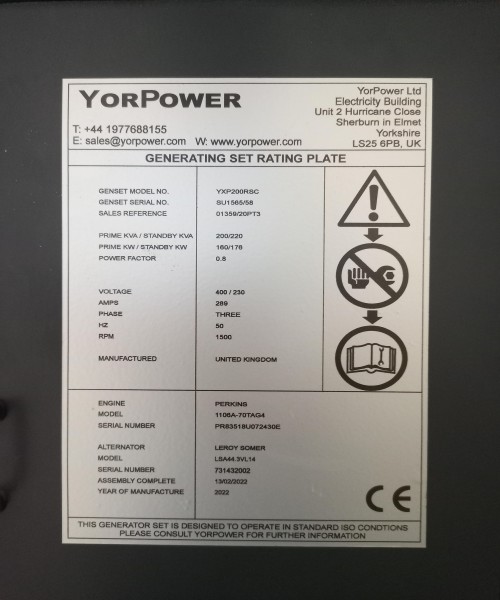 YORPOWER
T: +44 1977688155
E: sales@yorpower.com W: www.yorpower.com
YorPower Ltd
Electricity Building
Unit 2 Hurricane Close
Sherburn in Elmet
Yorkshire
LS25 6PB, UK
GENERATING SET RATING PLATE
GENSET MODEL NO. YXP200RSC
GENSET SERIAL NO. SU1565/58
SALES REFERENCE 01359/20PT3
PRIME KVA / STANDBY KVA 200/220
PRIME KW / STANDBY KW 160/176
POWER FACTOR 0.8
VOLTAGE 400 / 230
AMPS 289
PHASE THREE
HZ 50
RPM 1500
MANUFACTURED UNITED KINGDOM
ENGINE PERKINS
MODEL 1106A-70TAG4
SERIAL NUMBER PR83518U072430E
ALTERNATOR LEROY SOMER
MODEL LSA44.3VL14
SERIAL NUMBER 731432002
ASSEMBLY COMPLETE 13/02/2022
YEAR OF MANUFACTURE 2022
CE
THIS GENERATOR SET IS DESIGNED TO OPERATE IN STANDARD ISO CONDTIONS
PLEASE CONSULT YORPOWER FOR FURTHER INFORMATION